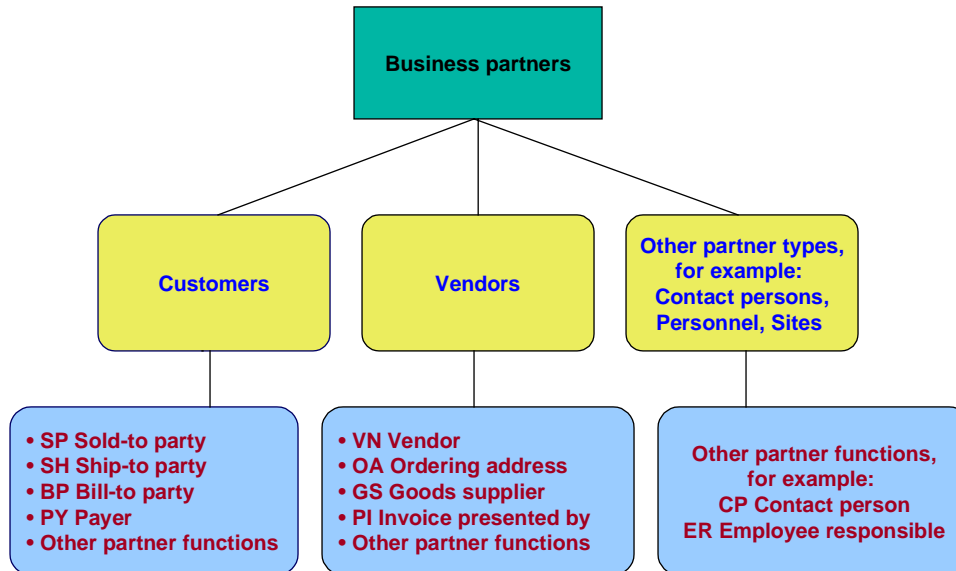 Business partners
Customers
Vendors
Other partner types,
for example:
Contact persons,
Personnel, Sites
• SP Sold-to party
• SH Ship-to party
• BP Bill-to party
• PY Payer
• Other partner functions
• VN Vendor
• OA Ordering address
• GS Goods supplier
• PI Invoice presented by
• Other partner functions
Other partner functions,
for example:
CP Contact person
ER Employee responsible